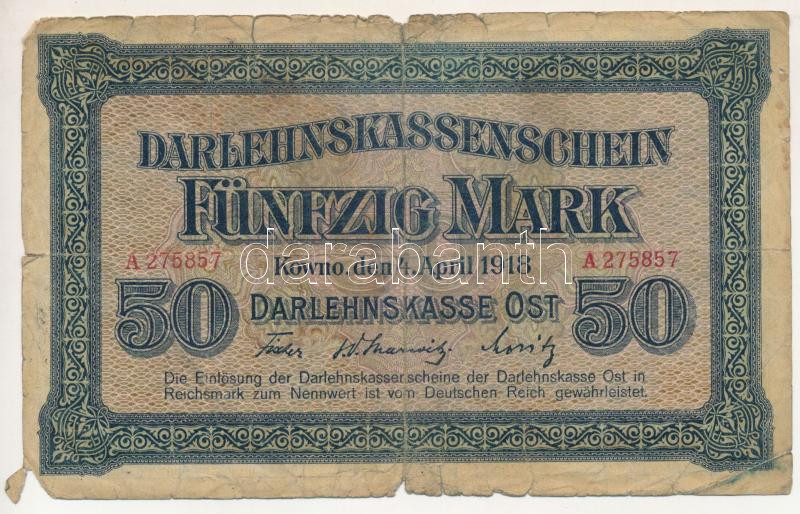 DARLEHNSKASSENSCHEIN
FÜNFZIG MARK
A 275857 A 275857
Kowno, den 4. April 1918
50 DARLEHNSKASSE OST 50
darabanth
Die Einlösung der Darlehnskassenscheine der Darlehnskasse Ost in
Reichsmark zum Nennwert ist vom Deutschen Reich gewährleistet.